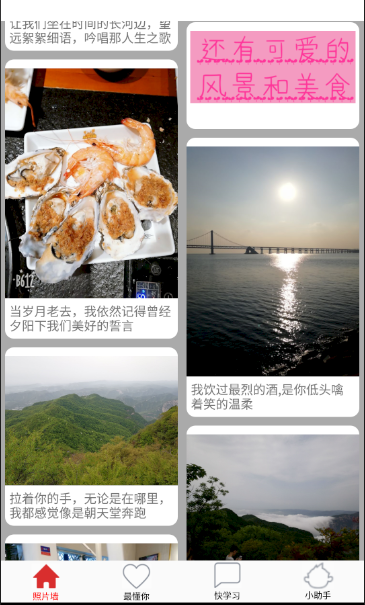 让我们坐在时间的长河边，望
远絮絮细语，吟唱那人生之歌
还有可爱的
风景和美食
B612
当岁月老去，我依然记得曾经
夕阳下我们美好的誓言
我饮过最烈的酒,是你低头噙
着笑的温柔
拉着你的手，无论是在哪里，
我都感觉像是朝天堂奔跑
照片墙
最懂你
快学习
小助手